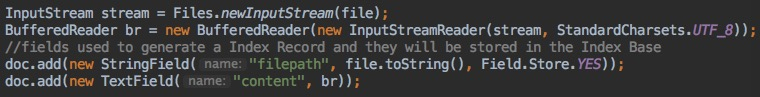 InputStream stream = Files.newInputStream(file);
BufferedReader br = new BufferedReader(new InputStreamReader(stream, StandardCharsets.UTF_8));
//fields used to generate a Index Record and they will be stored in the Index Base
doc.add(new StringField( name: "filepath", file.toString(), Field.Store.YES));
doc.add(new TextField( name: "content", br));